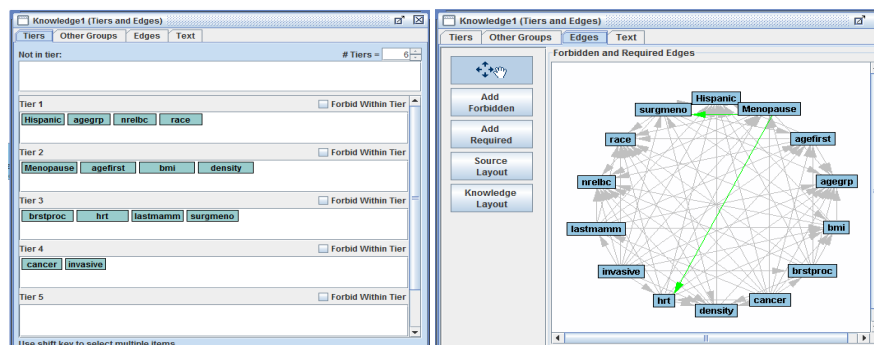 Knowledge1 (Tiers and Edges)
Tiers Other Groups Edges Text
Not in tier: # Tiers = 6
Tier 1 Forbid Within Tier
Hispanic agegrp nrelbc race
Tier 2 Forbid Within Tier
Menopause agefirst bmi density
Tier 3 Forbid Within Tier
brstproc hrt lastmamm surgmeno
Tier 4 Forbid Within Tier
cancer invasive
Tier 5 Forbid Within Tier
Use shift key to select multiple items.
Knowledge1 (Tiers and Edges)
Tiers Other Groups Edges Text
Forbidden and Required Edges
Add
Forbidden
Add
Required
Source
Layout
Knowledge
Layout
Hispanic
surgmeno Menopause
race agefirst
nrelbc agegrp
lastmamm bmi
invasive brstproc
hrt cancer
density